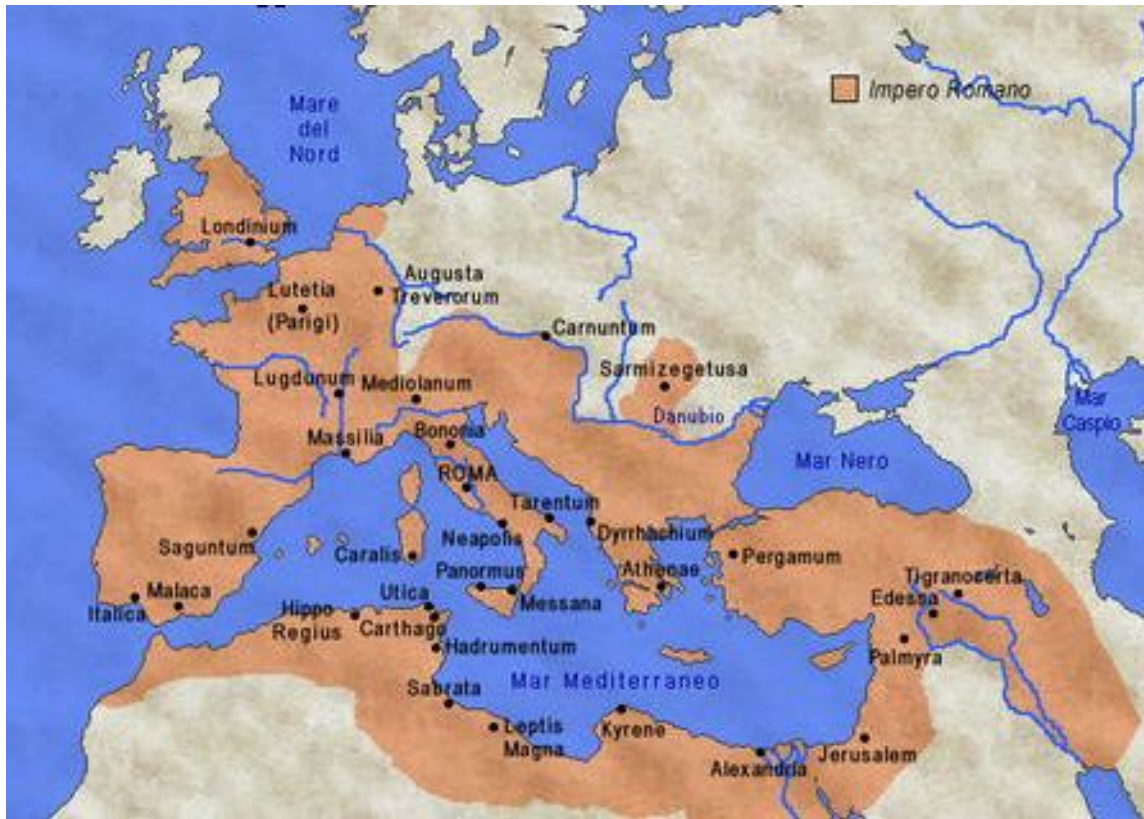 Impero Romano
Mare
del
Nord
Londinium
Lutetia
(Parigi)
Augusta
Treverorum
Carnuntum
Sarmizegetusa
Lugdunum
Mediolanum
Danubio
Mar
Caspio
Massilia
Bononia
Mar Nero
ROMA
Tarentum
Saguntum
Caralis
Neapolis
Dyrrhachium
Pergamum
Panormus
Athenae
Tigranocerta
Italica
Malaca
Utica
Messana
Edessa
Hippo
Regius
Carthago
Hadrumentum
Palmyra
Sabrata
Mar Mediterraneo
Leptis
Magna
Kyrene
Alexandria
Jerusalem